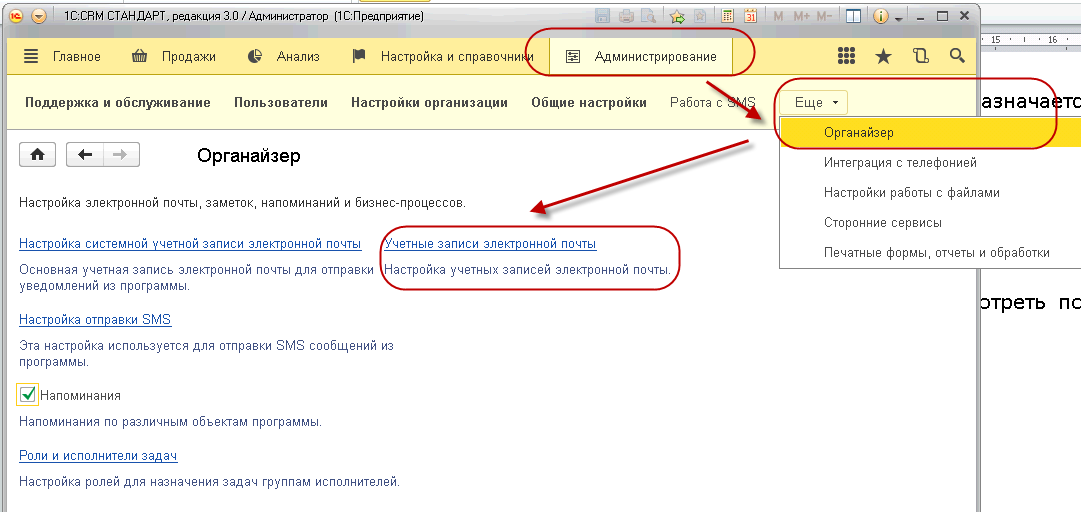 1С:CRM СТАНДАРТ, редакция 3.0 / Администратор (1С:Предприятие)
M M+ M-
Главное Продажи Анализ Настройка и справочники Администрирование
15 16
Поддержка и обслуживание Пользователи Настройки организации Общие настройки Работа с SMS Еще
азначаетс
Органайзер
Интеграция с телефонией
Настройки работы с файлами
Сторонние сервисы
Печатные формы, отчеты и обработки
Органайзер
Настройка электронной почты, заметок, напоминаний и бизнес-процессов.
Настройка системной учетной записи электронной почты
Основная учетная запись электронной почты для отправки
уведомлений из программы.
Учетные записи электронной почты
Настройка учетных записей электронной почты.
отреть по
Настройка отправки SMS
Эта настройка используется для отправки SMS сообщений из
программы.
Напоминания
Напоминания по различным объектам программы.
Роли и исполнители задач
Настройка ролей для назначения задач группам исполнителей.